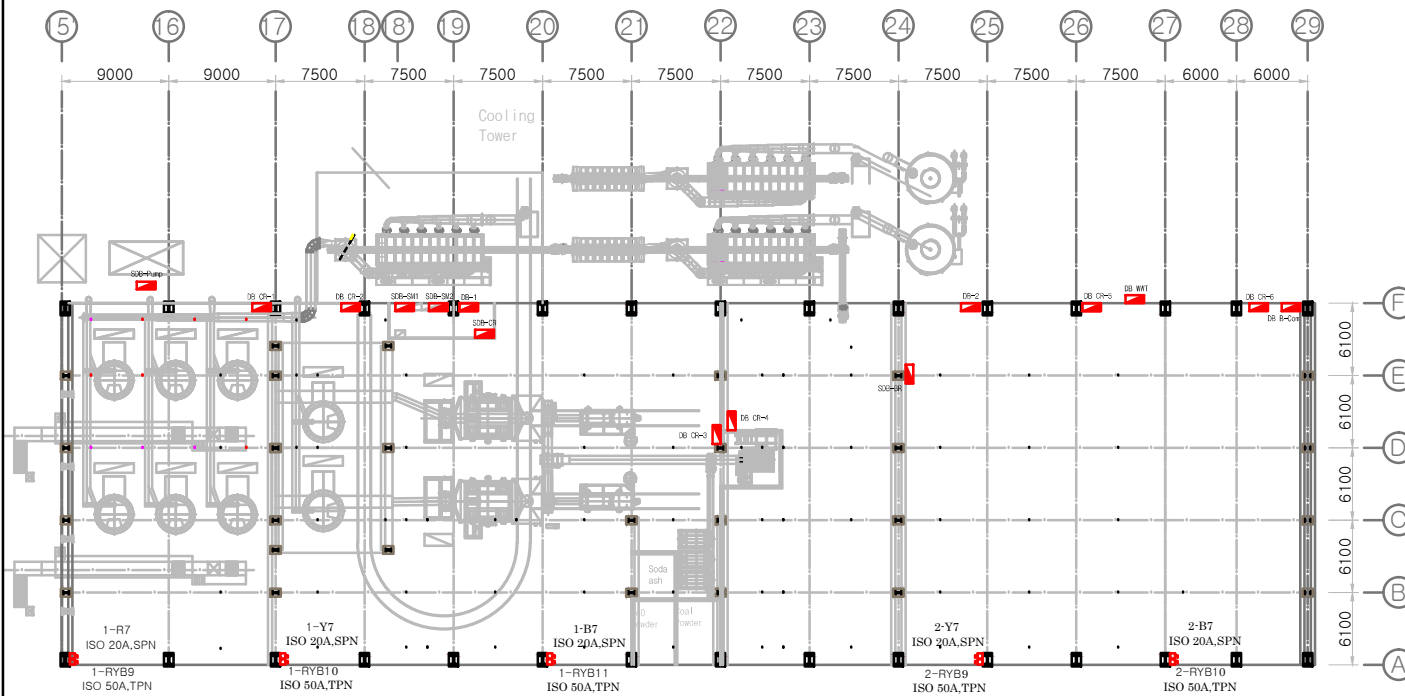 15' 16 17 18 18' 19 20 21 22 23 24 25 26 27 28 29
9000 9000 7500 7500 7500 7500 7500 7500 7500 7500 7500 7500 6000 6000
Cooling
Tower
SDB-Pump
DB CR-1 DB CR-2 SDB-SM1 SDB-SM2 DB-1 DB-2 DB CR-5 DB WWT DB CR-6
DB B-Com
SDB-CR
F
6100
E
SDB-BR
6100
DB CR-4
DB CR-3
D
6100
C
6100
Soda
ash
B
6100
1-R7
ISO 20A,SPN
1-Y7
ISO 20A,SPN
1-B7
ISO 20A,SPN
2-Y7
ISO 20A,SPN
2-B7
ISO 20A,SPN
A
1-RYB9
ISO 50A,TPN
1-RYB10
ISO 50A,TPN
1-RYB11
ISO 50A,TPN
2-RYB9
ISO 50A,TPN
2-RYB10
ISO 50A,TPN